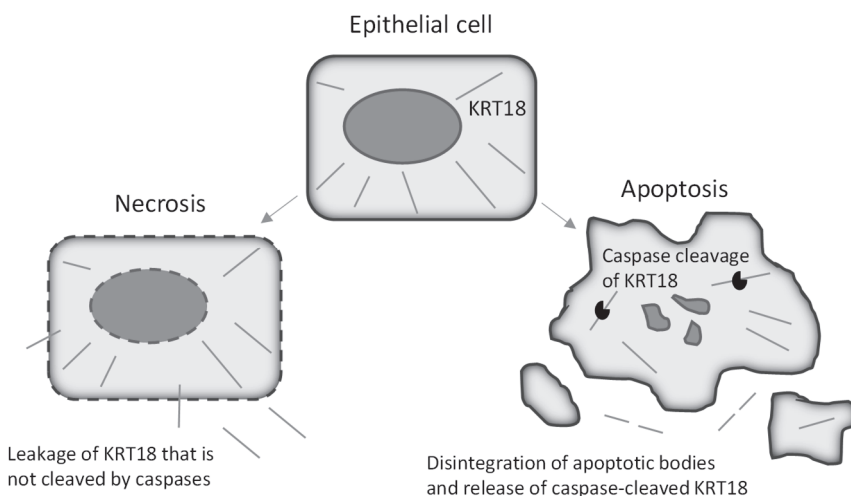 Epithelial cell
KRT18
Necrosis
Apoptosis
Caspase cleavage
of KRT18
Leakage of KRT18 that is
not cleaved by caspases
Disintegration of apoptotic bodies
and release of caspase-cleaved KRT18